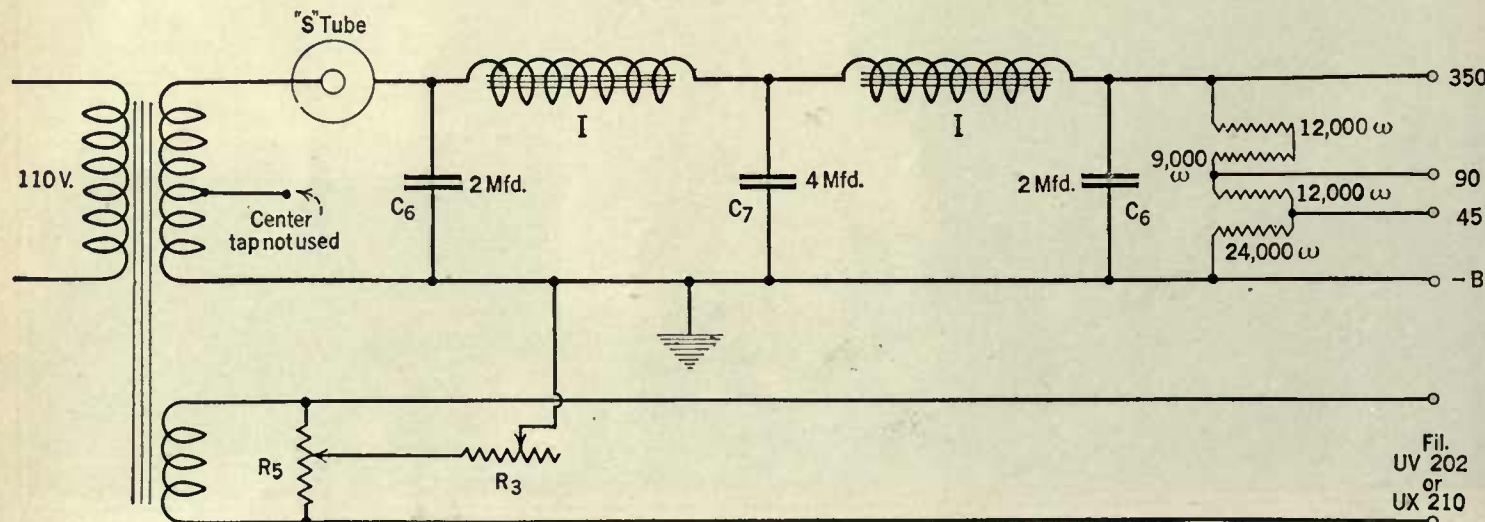 "S" Tube
I
I
350
12,000 ω
9,000
ω
110 V.
2 Mfd.
C6
4 Mfd.
C7
2 Mfd.
C6
90
12,000 ω
45
Center
tap not used
24,000 ω
– B
R5
R3
Fil.
UV 202
or
UX 210